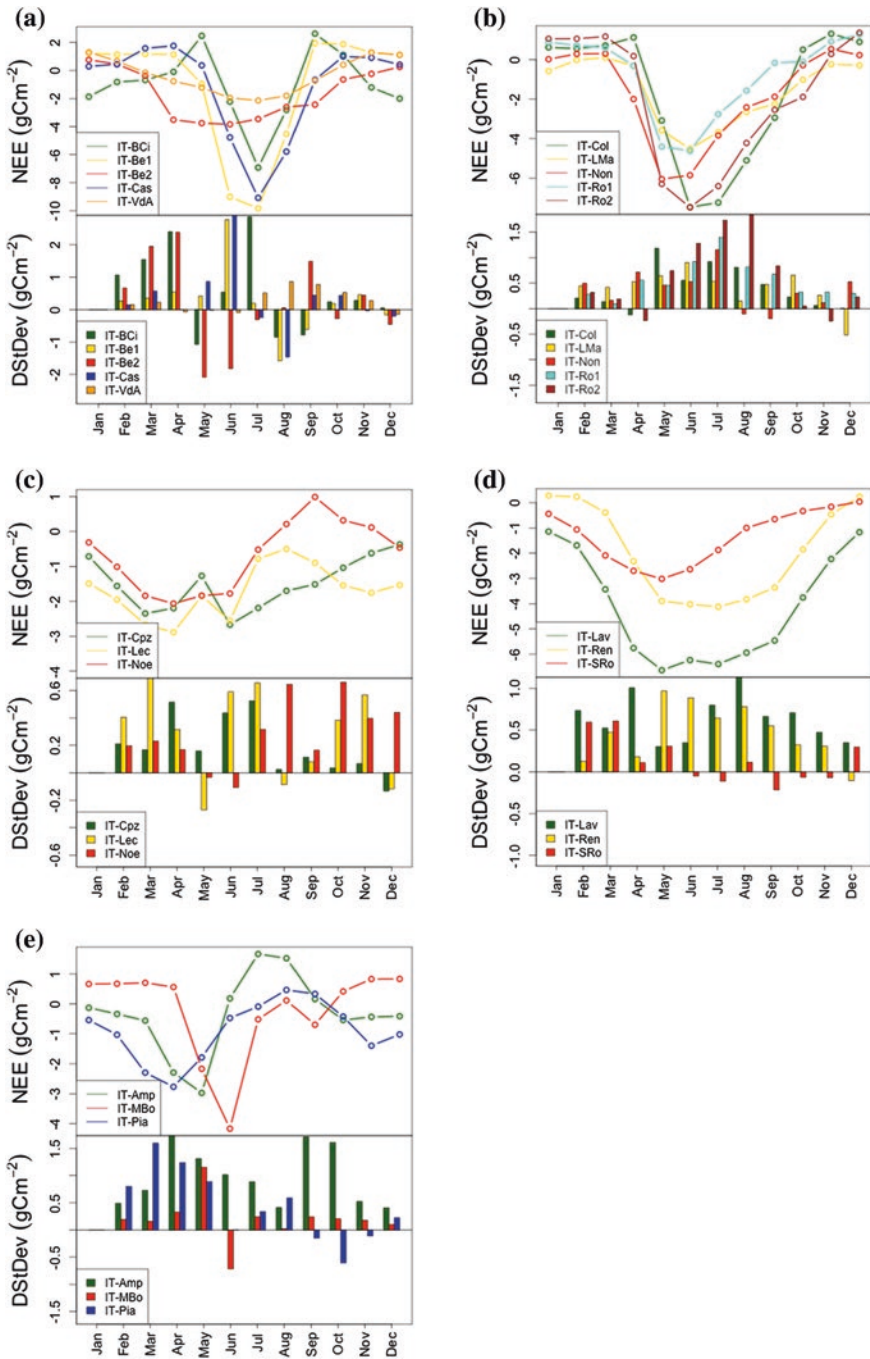 (a)
NEE (gCm⁻²)
2
0
-2
-4
-6
-8
-10
IT-BCi
IT-Be1
IT-Be2
IT-Cas
IT-VdA
DStDev (gCm⁻²)
2
1
0
-1
-2
IT-BCi
IT-Be1
IT-Be2
IT-Cas
IT-VdA
Jan
Feb
Mar
Apr
May
Jun
Jul
Aug
Sep
Oct
Nov
Dec
(b)
NEE (gCm⁻²)
0
-2
-4
-6
IT-Col
IT-LMa
IT-Non
IT-Ro1
IT-Ro2
DStDev (gCm⁻²)
1.5
0.5
-0.5
-1.5
IT-Col
IT-LMa
IT-Non
IT-Ro1
IT-Ro2
Jan
Feb
Mar
Apr
May
Jun
Jul
Aug
Sep
Oct
Nov
Dec
(c)
NEE (gCm⁻²)
1
0
-1
-2
-3
-4
IT-Cpz
IT-Lec
IT-Noe
DStDev (gCm⁻²)
0.6
0.2
-0.2
-0.6
IT-Cpz
IT-Lec
IT-Noe
Jan
Feb
Mar
Apr
May
Jun
Jul
Aug
Sep
Oct
Nov
Dec
(d)
NEE (gCm⁻²)
0
-1
-2
-3
-4
-5
-6
IT-Lav
IT-Ren
IT-SRo
DStDev (gCm⁻²)
1.0
0.5
0.0
-0.5
-1.0
IT-Lav
IT-Ren
IT-SRo
Jan
Feb
Mar
Apr
May
Jun
Jul
Aug
Sep
Oct
Nov
Dec
(e)
NEE (gCm⁻²)
1
0
-1
-2
-3
-4
IT-Amp
IT-MBo
IT-Pia
DStDev (gCm⁻²)
1.5
0.5
-0.5
-1.5
IT-Amp
IT-MBo
IT-Pia
Jan
Feb
Mar
Apr
May
Jun
Jul
Aug
Sep
Oct
Nov
Dec